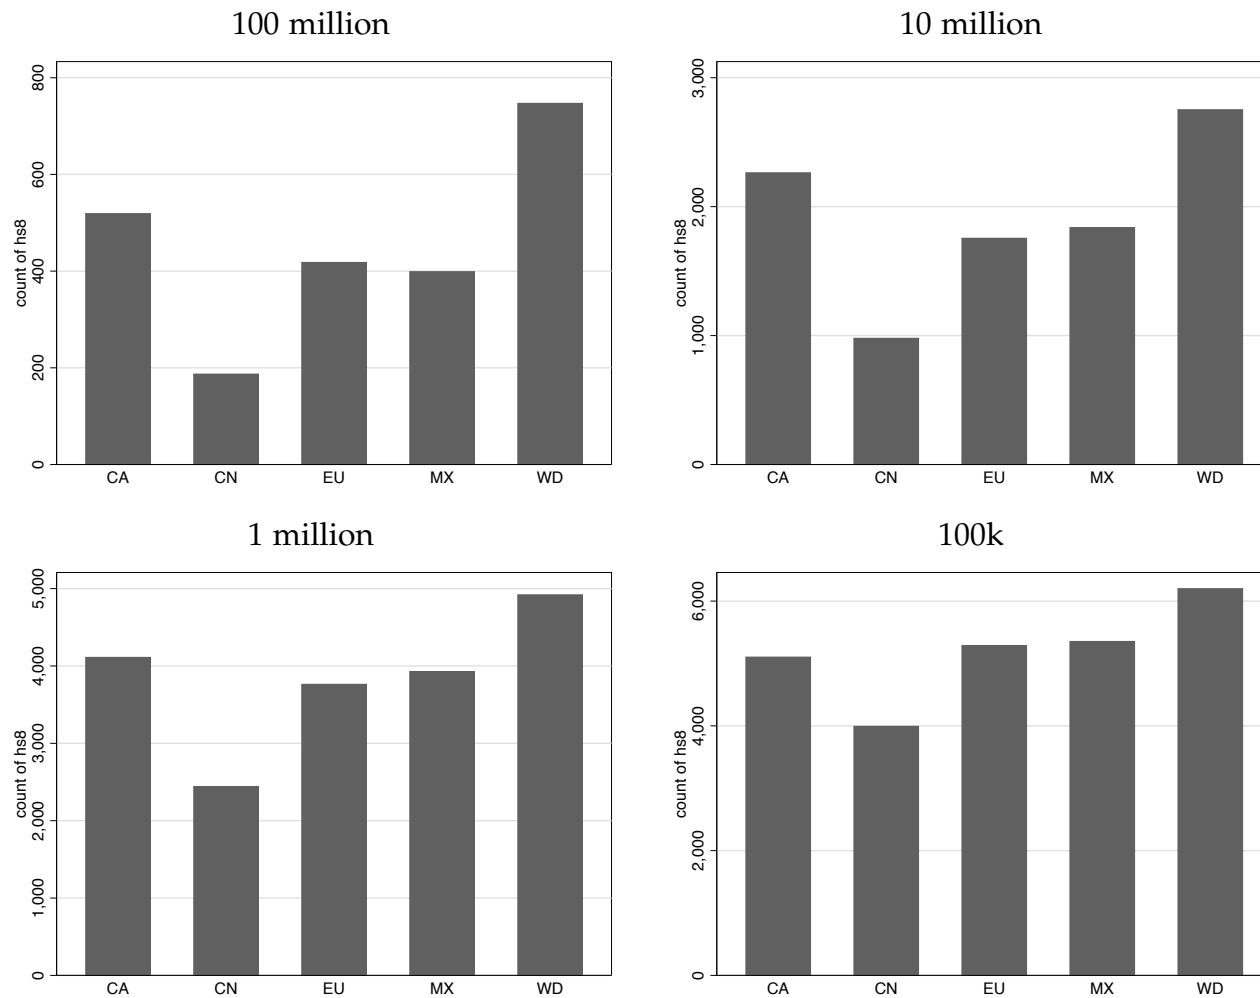 100 million
800
600
400
200
0
count of hs8
CA CN EU MX WD
10 million
3,000
2,000
1,000
0
count of hs8
CA CN EU MX WD
1 million
5,000
4,000
3,000
2,000
1,000
0
count of hs8
CA CN EU MX WD
100k
6,000
4,000
2,000
0
count of hs8
CA CN EU MX WD